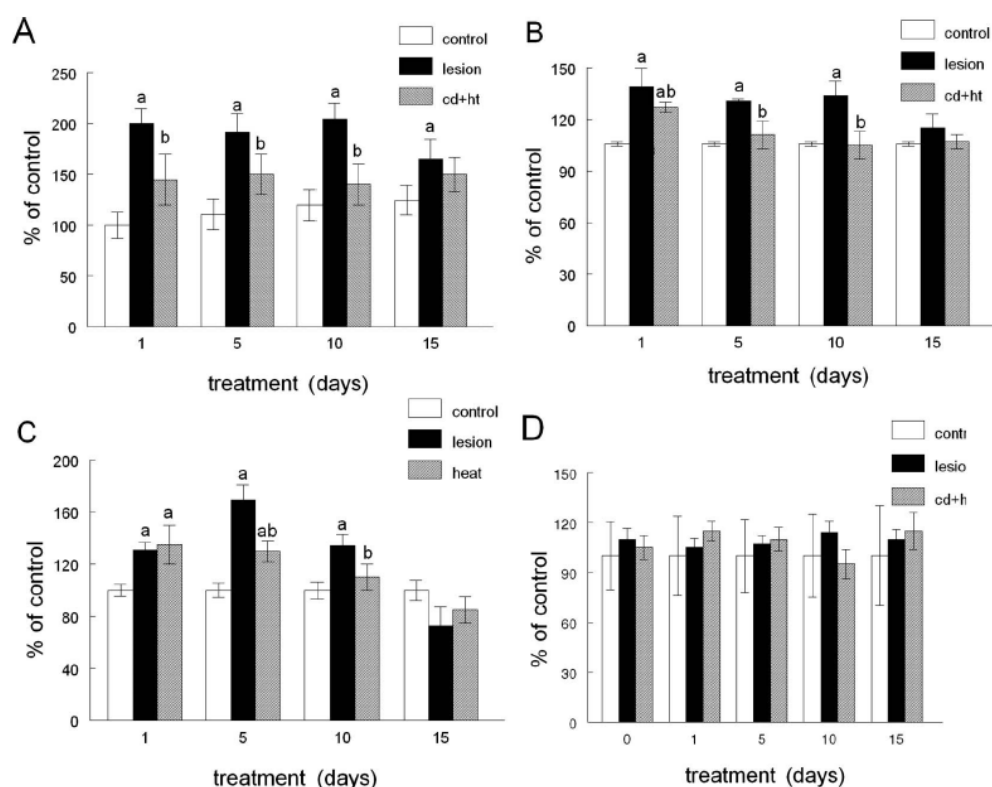 A
control
lesion
cd+ht
% of control
250
200
150
100
50
0
a
b
a
b
a
b
a
1
5
10
15
treatment (days)
B
control
lesion
cd+ht
% of control
150
120
90
60
30
0
a
ab
a
b
a
b
1
5
10
15
treatment (days)
C
control
lesion
heat
% of control
200
160
120
80
40
0
a
a
a
ab
a
b
1
5
10
15
treatment (days)
D
contr
lesio
cd+h
% of control
150
120
90
60
30
0
0
1
5
10
15
treatment (days)